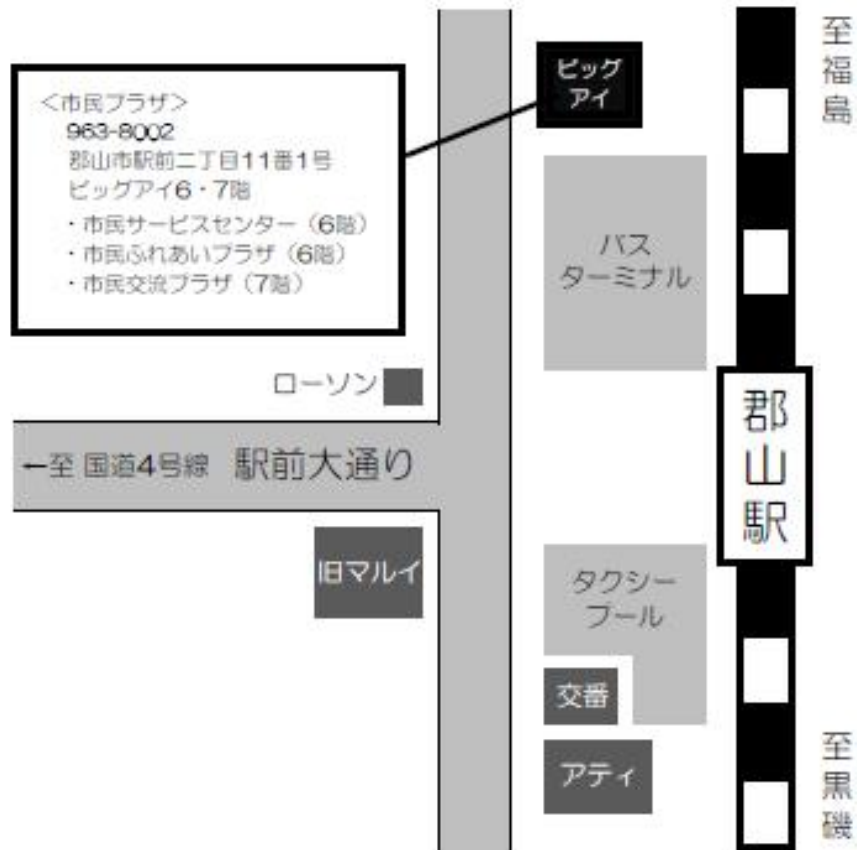 ビッグ
アイ
至福島
＜市民プラザ＞
963-8002
郡山市駅前二丁目11番1号
ビッグアイ6・7階
・市民サービスセンター（6階）
・市民ふれあいプラザ（6階）
・市民交流プラザ（7階）
バス
ターミナル
ローソン
郡山駅
←至 国道4号線 駅前大通り
旧マルイ
タクシー
プール
交番
アティ
至黒磯